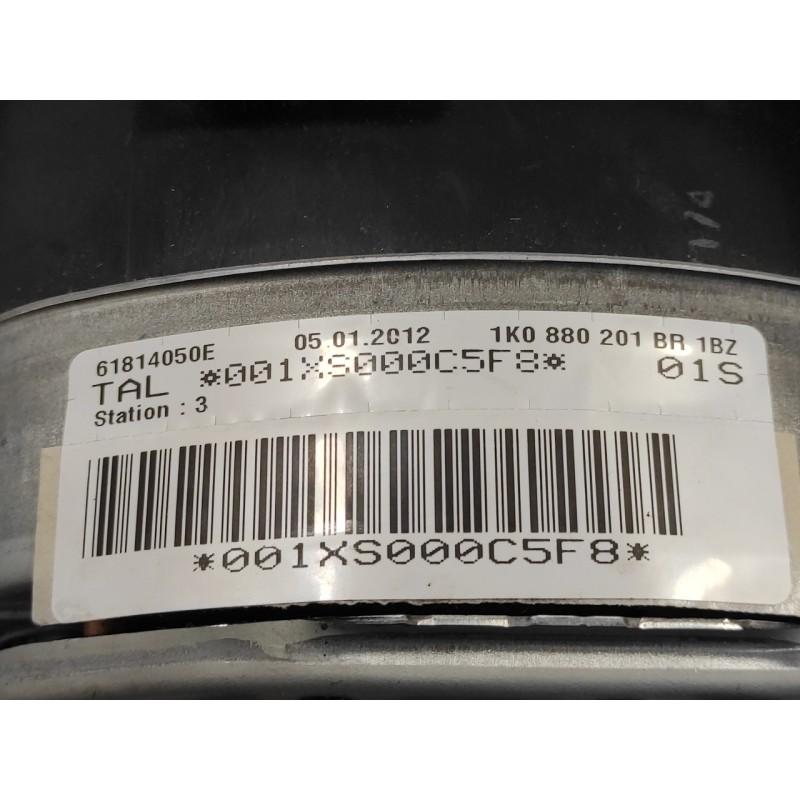 61814050E 05.01.2012 1K0 880 201 BR 1BZ
TAL *001XS000C5F8* 01S
Station : 3
*001XS000C5F8*